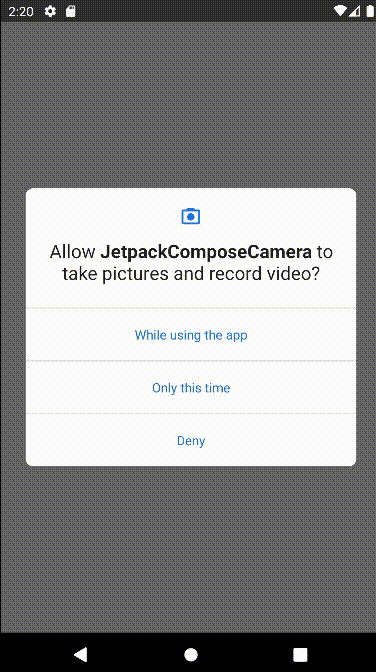 2:20
Allow JetpackComposeCamera to
take pictures and record video?
While using the app
Only this time
Deny